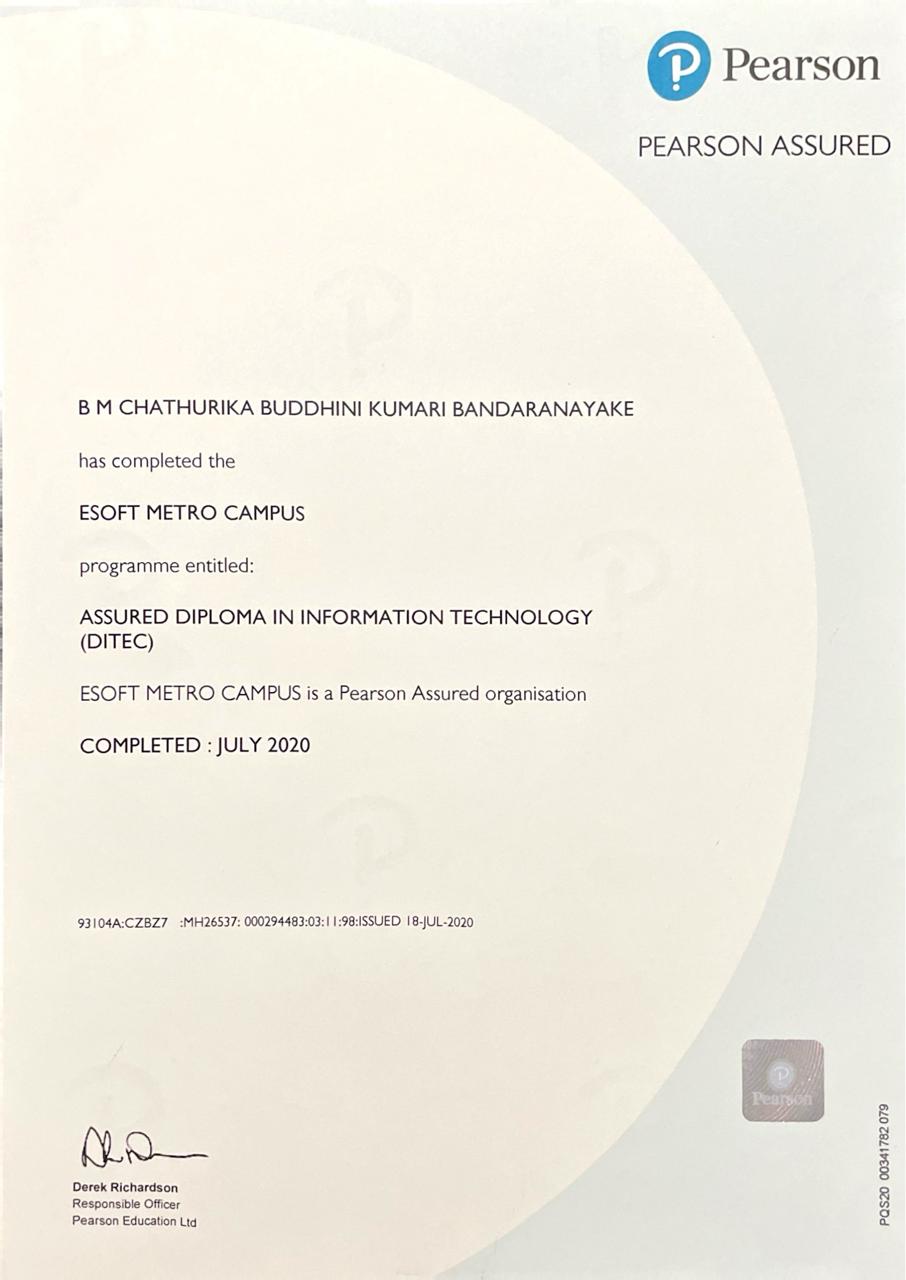 Pearson
PEARSON ASSURED
B M CHATHURIKA BUDDHINI KUMARI BANDARANAYAKE
has completed the
ESOFT METRO CAMPUS
programme entitled:
ASSURED DIPLOMA IN INFORMATION TECHNOLOGY
(DITEC)
ESOFT METRO CAMPUS is a Pearson Assured organisation
COMPLETED : JULY 2020
93104A:CZBZ7 :MH26537: 000294483:03:11:98:ISSUED 18-JUL-2020
Pearson
Derek Richardson
Responsible Officer
Pearson Education Ltd
PQS20 00341782 079